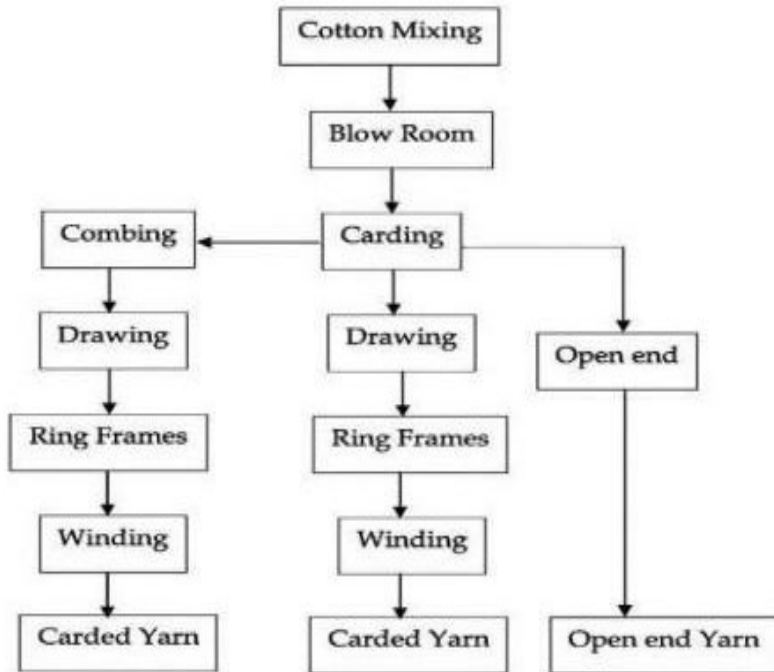 Cotton Mixing
Blow Room
Combing
Carding
Drawing
Drawing
Open end
Ring Frames
Ring Frames
Winding
Winding
Carded Yarn
Carded Yarn
Open end Yarn